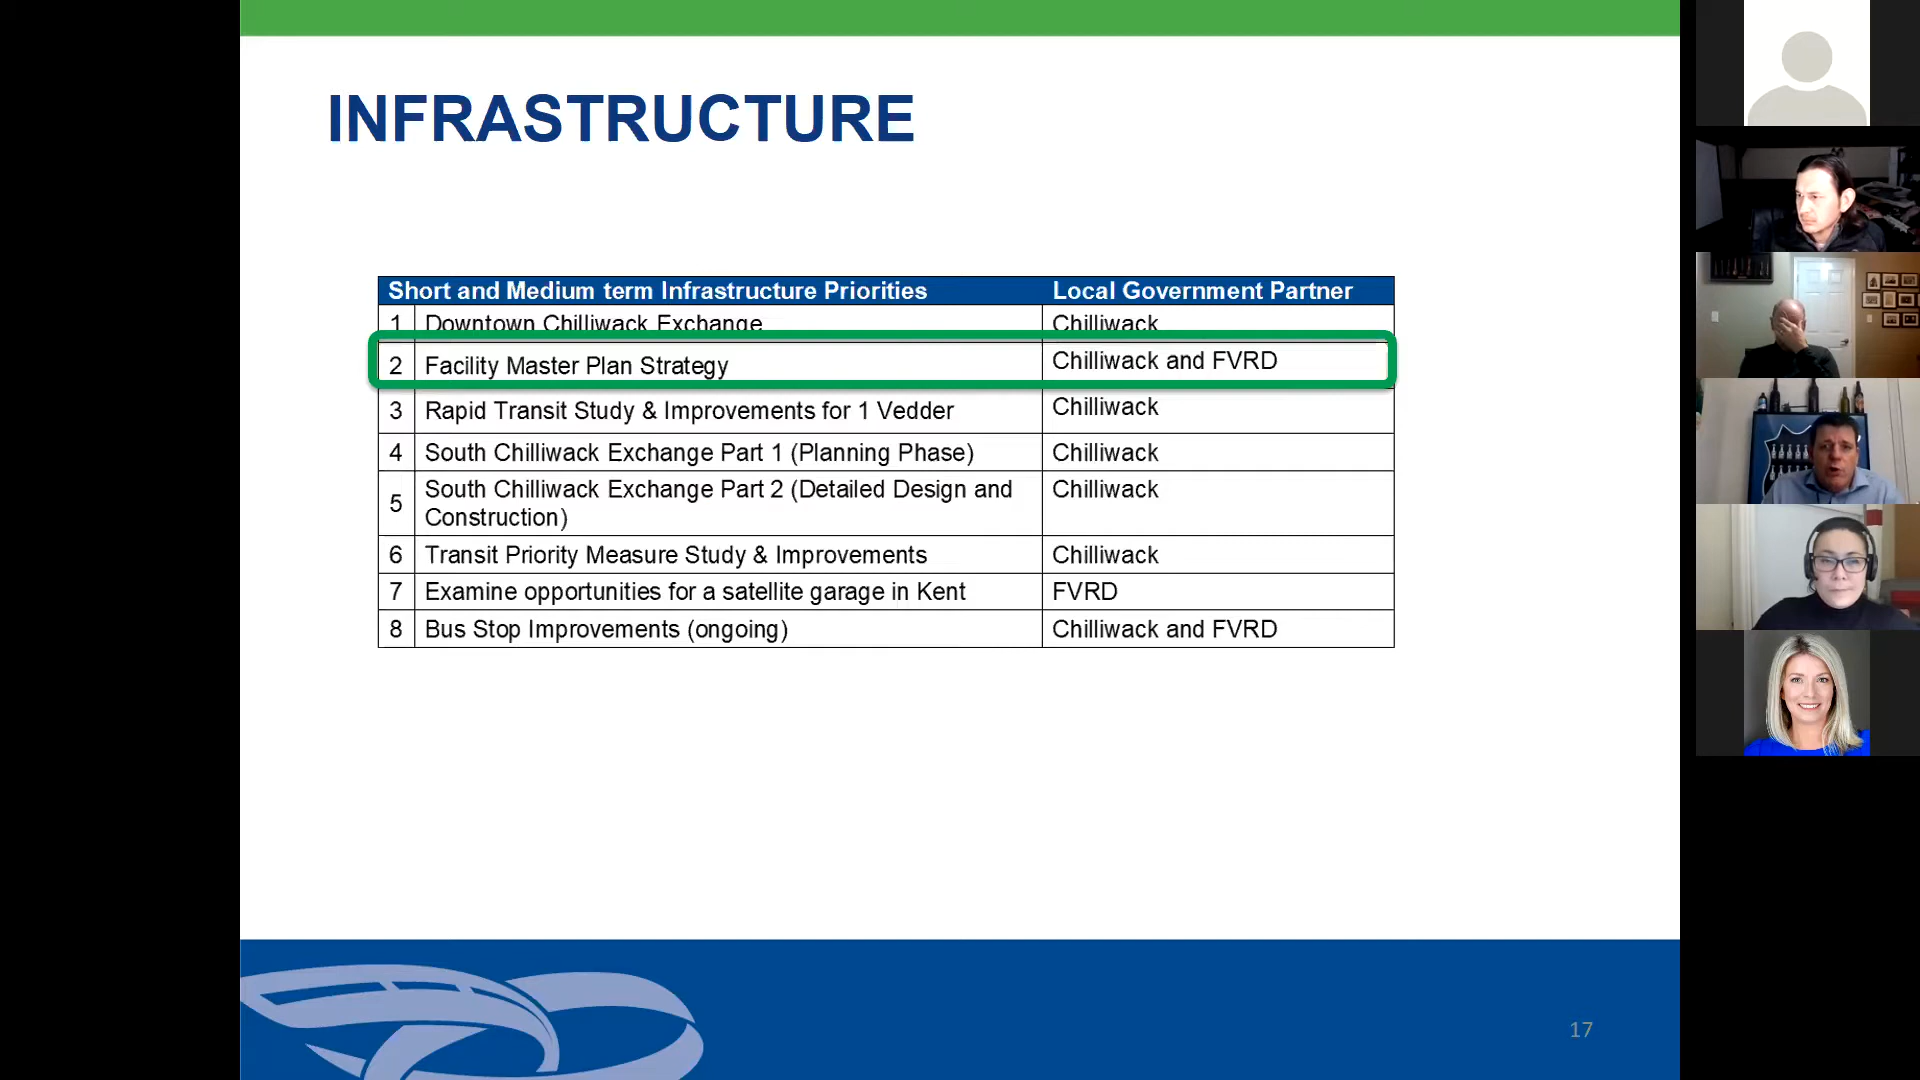 INFRASTRUCTURE
Short and Medium term Infrastructure Priorities Local Government Partner
1 Downtown Chilliwack Exchange Chilliwack
2 Facility Master Plan Strategy Chilliwack and FVRD
3 Rapid Transit Study & Improvements for 1 Vedder Chilliwack
4 South Chilliwack Exchange Part 1 (Planning Phase) Chilliwack
5 South Chilliwack Exchange Part 2 (Detailed Design and Chilliwack
Construction)
6 Transit Priority Measure Study & Improvements Chilliwack
7 Examine opportunities for a satellite garage in Kent FVRD
8 Bus Stop Improvements (ongoing) Chilliwack and FVRD
17